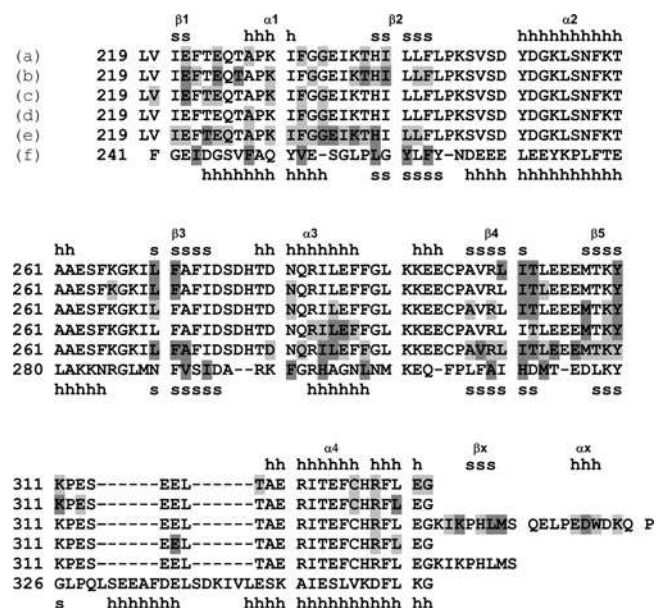 β1 α1 β2 α2
ss hhh h ss ssss hhhhhhhhhh
(a) 219 LV IEFTEQTAPK IFGGEIKTHI LLFLPKSVSD YDGKLSNFKT
(b) 219 LV IEFTEQTAPK IFGGEIKTHI LLFLPKSVSD YDGKLSNFKT
(c) 219 LV IEFTEQTAPK IFGGEIKTHI LLFLPKSVSD YDGKLSNFKT
(d) 219 LV IEFTEQTAPK IFGGEIKTHI LLFLPKSVSD YDGKLSNFKT
(e) 219 LV IEFTEQTAPK IFGGEIKTHI LLFLPKSVSD YDGKLSNFKT
(f) 241 F GEIDGSVFAQ YVE-SGLPLG YLFY-NDEEE LEEYKPLFTE
hhhhhhh hhhh ss ssss hhhh hhhhhhhhhh
β3 α3 β4 β5
hh s ssss hh hhhhhhh hhh ssss s ssss
261 AAESFKGKIL FAFIDSDHTD NQRILEFFGL KKEECPAVRL ITLEEEMTKY
261 AAESFKGKIL FAFIDSDHTD NQRILEFFGL KKEECPAVRL ITLEEEMTKY
261 AAESFKGKIL FAFIDSDHTD NQRILEFFGL KKEECPAVRL ITLEEEMTKY
261 AAESFKGKIL FAFIDSDHTD NQRILEFFGL KKEECPAVRL ITLEEEMTKY
261 AAESFKGKIL FAFIDSDHTD NQRILEFFGL KKEECPAVRL ITLEEEMTKY
280 LAKKNRGLMN FVSIDA--RK FGRHAGNLNM KEQ-FPLFAI HDMT-EDLKY
hhhhh s sssss hhhhhh ssss ss sss
α4 βx αx
hh hhhhhh hhh h sss hhh
311 KPES------EEL------TAE RITEFCHRFL EG
311 KPES------EEL------TAE RITEFCHRFL EG
311 KPES------EEL------TAE RITEFCHRFL EGKIKPHLMS QELPEDWDKQ P
311 KPES------EEL------TAE RITEFCHRFL EG
311 KPES------EEL------TAE RITEFCHRFL EGKIKPHLMS
326 GLPQLSEEAFDELSDKIVLESK AIESLVKDFL KG
s hhhhhhh hhhh hhhhhhhhhh hh